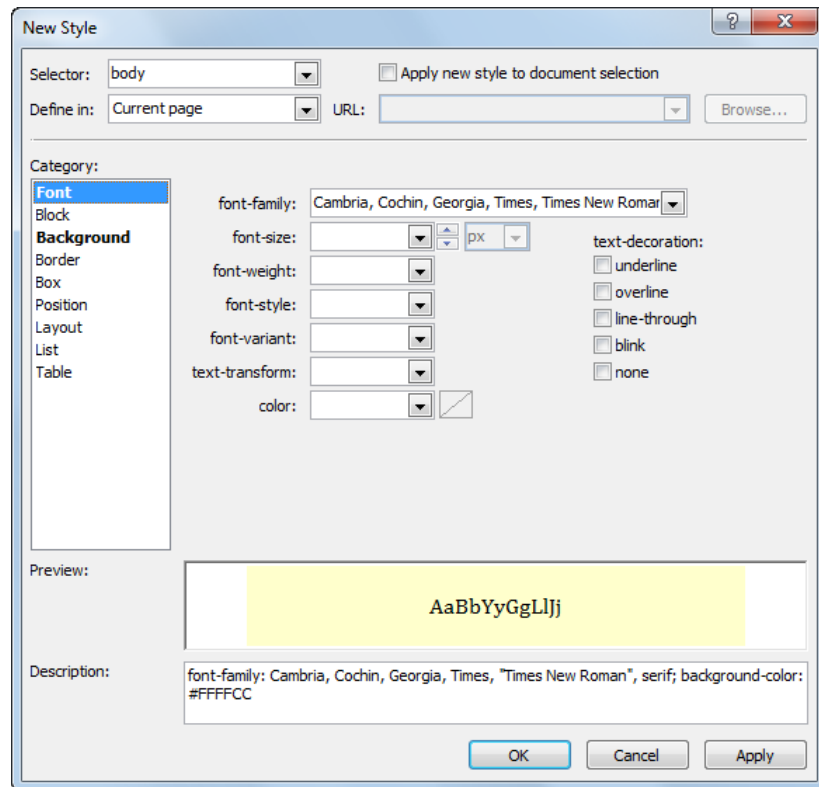 New Style
Selector: body Apply new style to document selection
Define in: Current page URL: Browse...
Category:
Font
Block
Background
Border
Box
Position
Layout
List
Table
font-family: Cambria, Cochin, Georgia, Times, Times New Roman
font-size: px
font-weight:
font-style:
font-variant:
text-transform:
color:
text-decoration:
underline
overline
line-through
blink
none
Preview:
AaBbYyGgLlJj
Description:
font-family: Cambria, Cochin, Georgia, Times, "Times New Roman", serif; background-color:
#FFFFCC
OK Cancel Apply